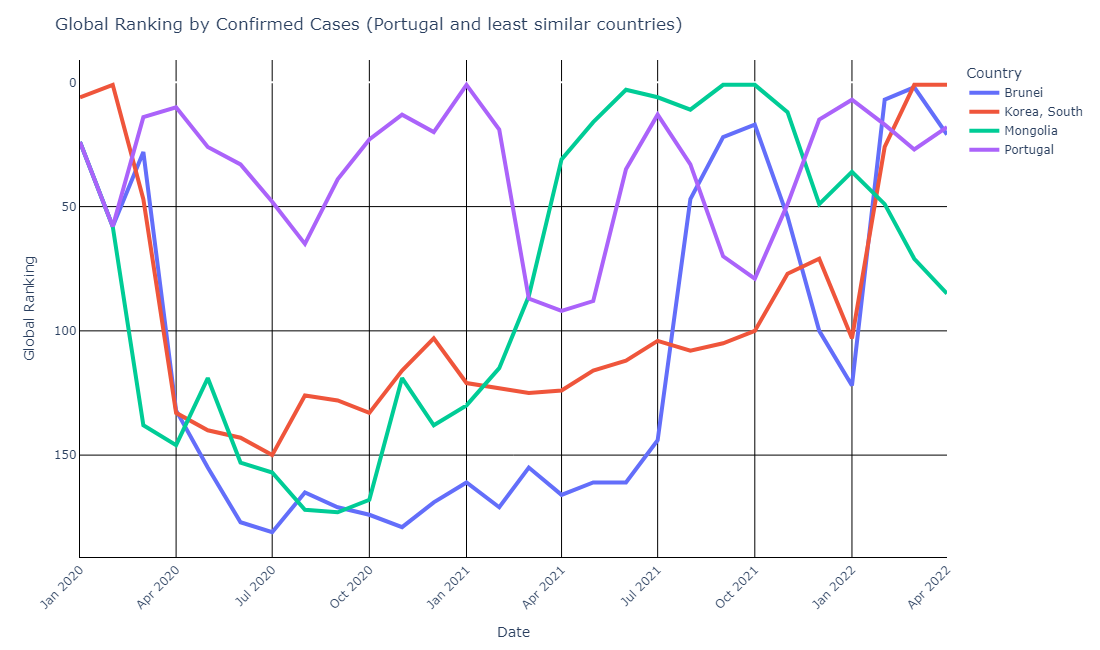 Global Ranking by Confirmed Cases (Portugal and least similar countries)
Country
Brunei
Korea, South
Mongolia
Portugal
Global Ranking
0
50
100
150
Jan 2020
Apr 2020
Jul 2020
Oct 2020
Jan 2021
Apr 2021
Jul 2021
Oct 2021
Jan 2022
Apr 2022
Date